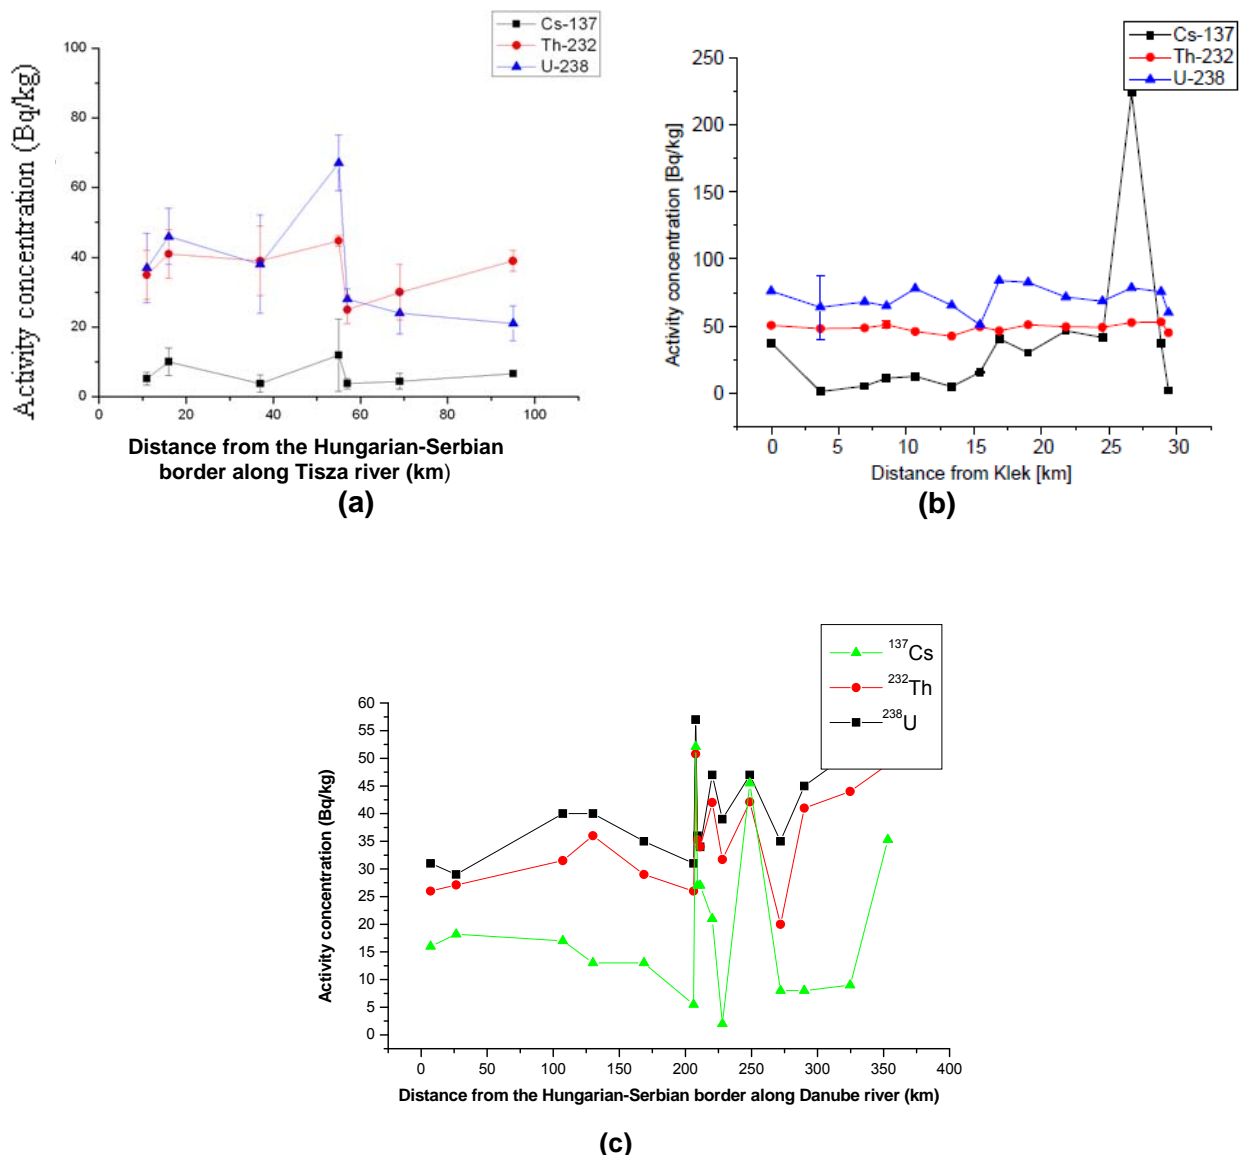 Cs-137
Th-232
U-238
Activity concentration (Bq/kg)
100
80
60
40
20
0
0 20 40 60 80 100
Distance from the Hungarian-Serbian
border along Tisza river (km)
(a)
Cs-137
Th-232
U-238
Activity concentration [Bq/kg]
250
200
150
100
50
0
0 5 10 15 20 25 30
Distance from Klek [km]
(b)
137Cs
232Th
238U
Activity concentration (Bq/kg)
60
55
50
45
40
35
30
25
20
15
10
5
0
0 50 100 150 200 250 300 350 400
Distance from the Hungarian-Serbian border along Danube river (km)
(c)